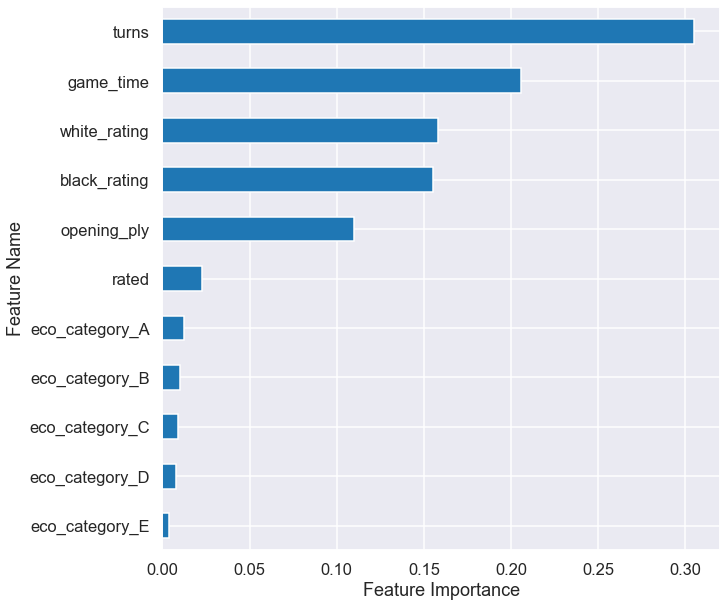 turns
game_time
white_rating
black_rating
opening_ply
rated
eco_category_A
eco_category_B
eco_category_C
eco_category_D
eco_category_E
Feature Name
0.00 0.05 0.10 0.15 0.20 0.25 0.30
Feature Importance